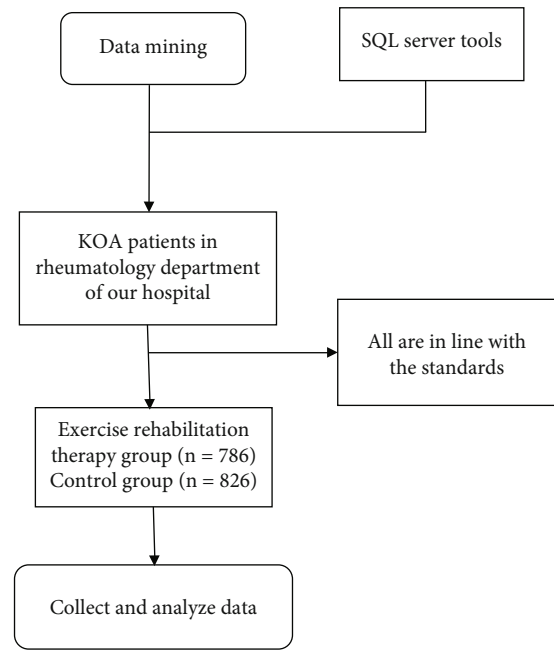 Data mining
SQL server tools
KOA patients in
rheumatology department
of our hospital
All are in line with
the standards
Exercise rehabilitation
therapy group (n = 786)
Control group (n = 826)
Collect and analyze data